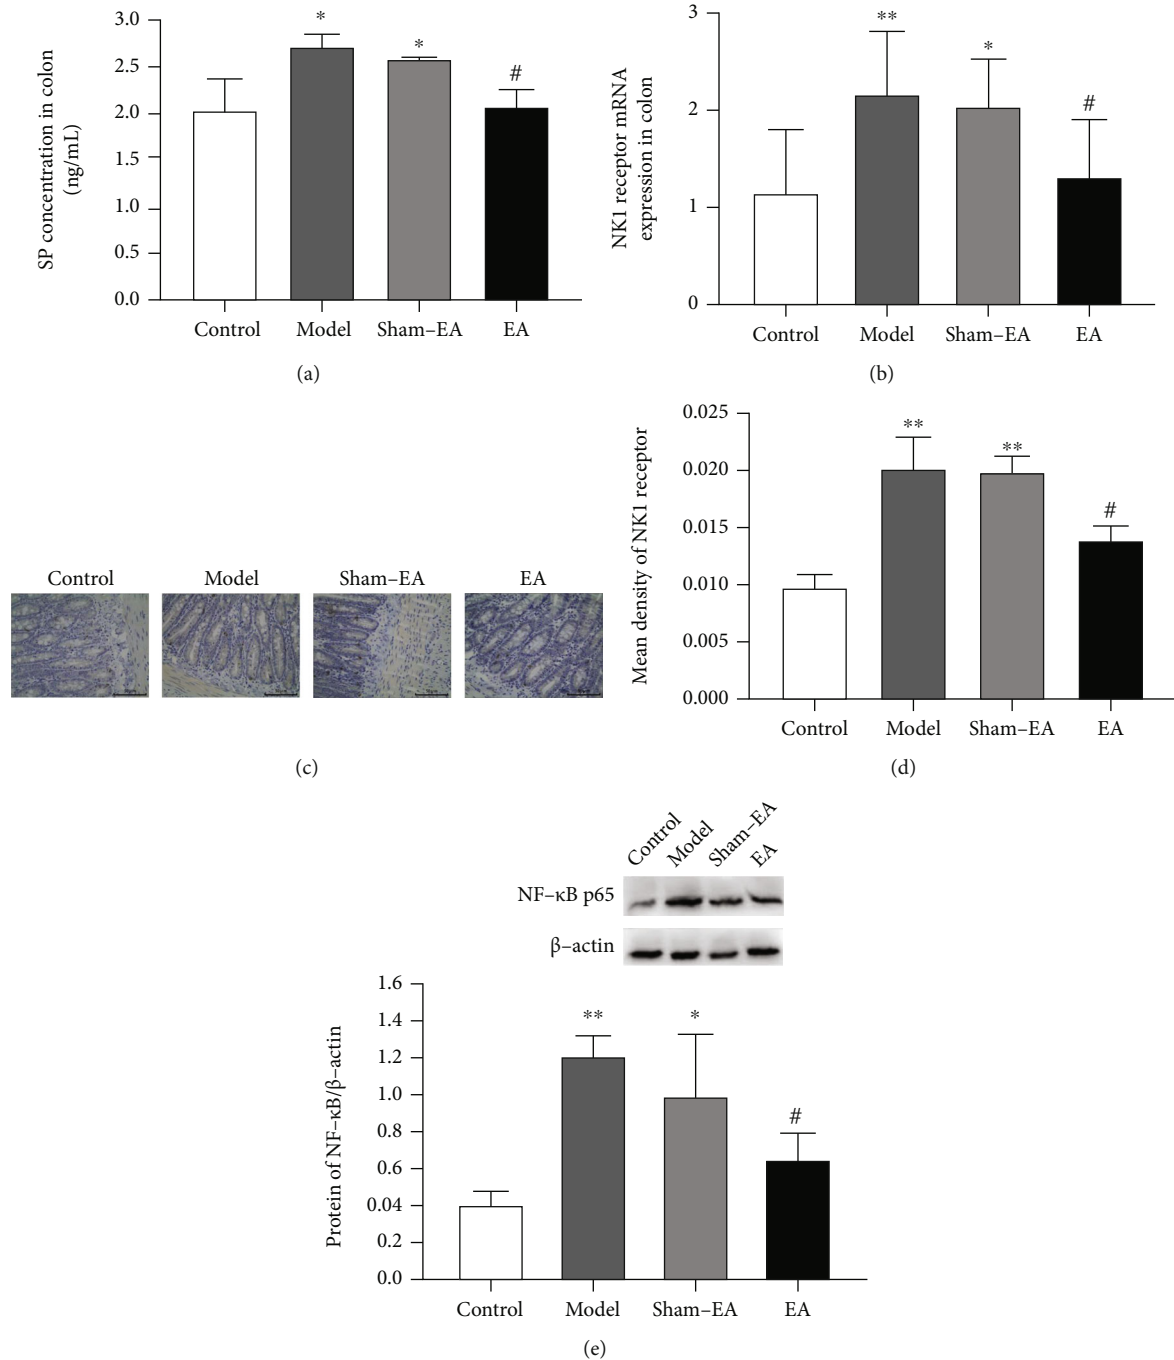 3.0
2.5
2.0
1.5
1.0
0.5
0.0
SP concentration in colon
(ng/mL)
*
*
#
Control
Model
Sham–EA
EA
(a)
3
2
1
0
NK1 receptor mRNA
expression in colon
**
*
#
Control
Model
Sham–EA
EA
(b)
Control
Model
Sham–EA
EA
(c)
0.025
0.020
0.015
0.010
0.005
0.000
Mean density of NK1 receptor
**
**
#
Control
Model
Sham–EA
EA
(d)
Control
Model
Sham–EA
EA
NF–κB p65
β–actin
1.6
1.4
1.2
1.0
0.8
0.6
0.04
0.2
0.0
Protein of NF–κB/β–actin
**
*
#
Control
Model
Sham–EA
EA
(e)